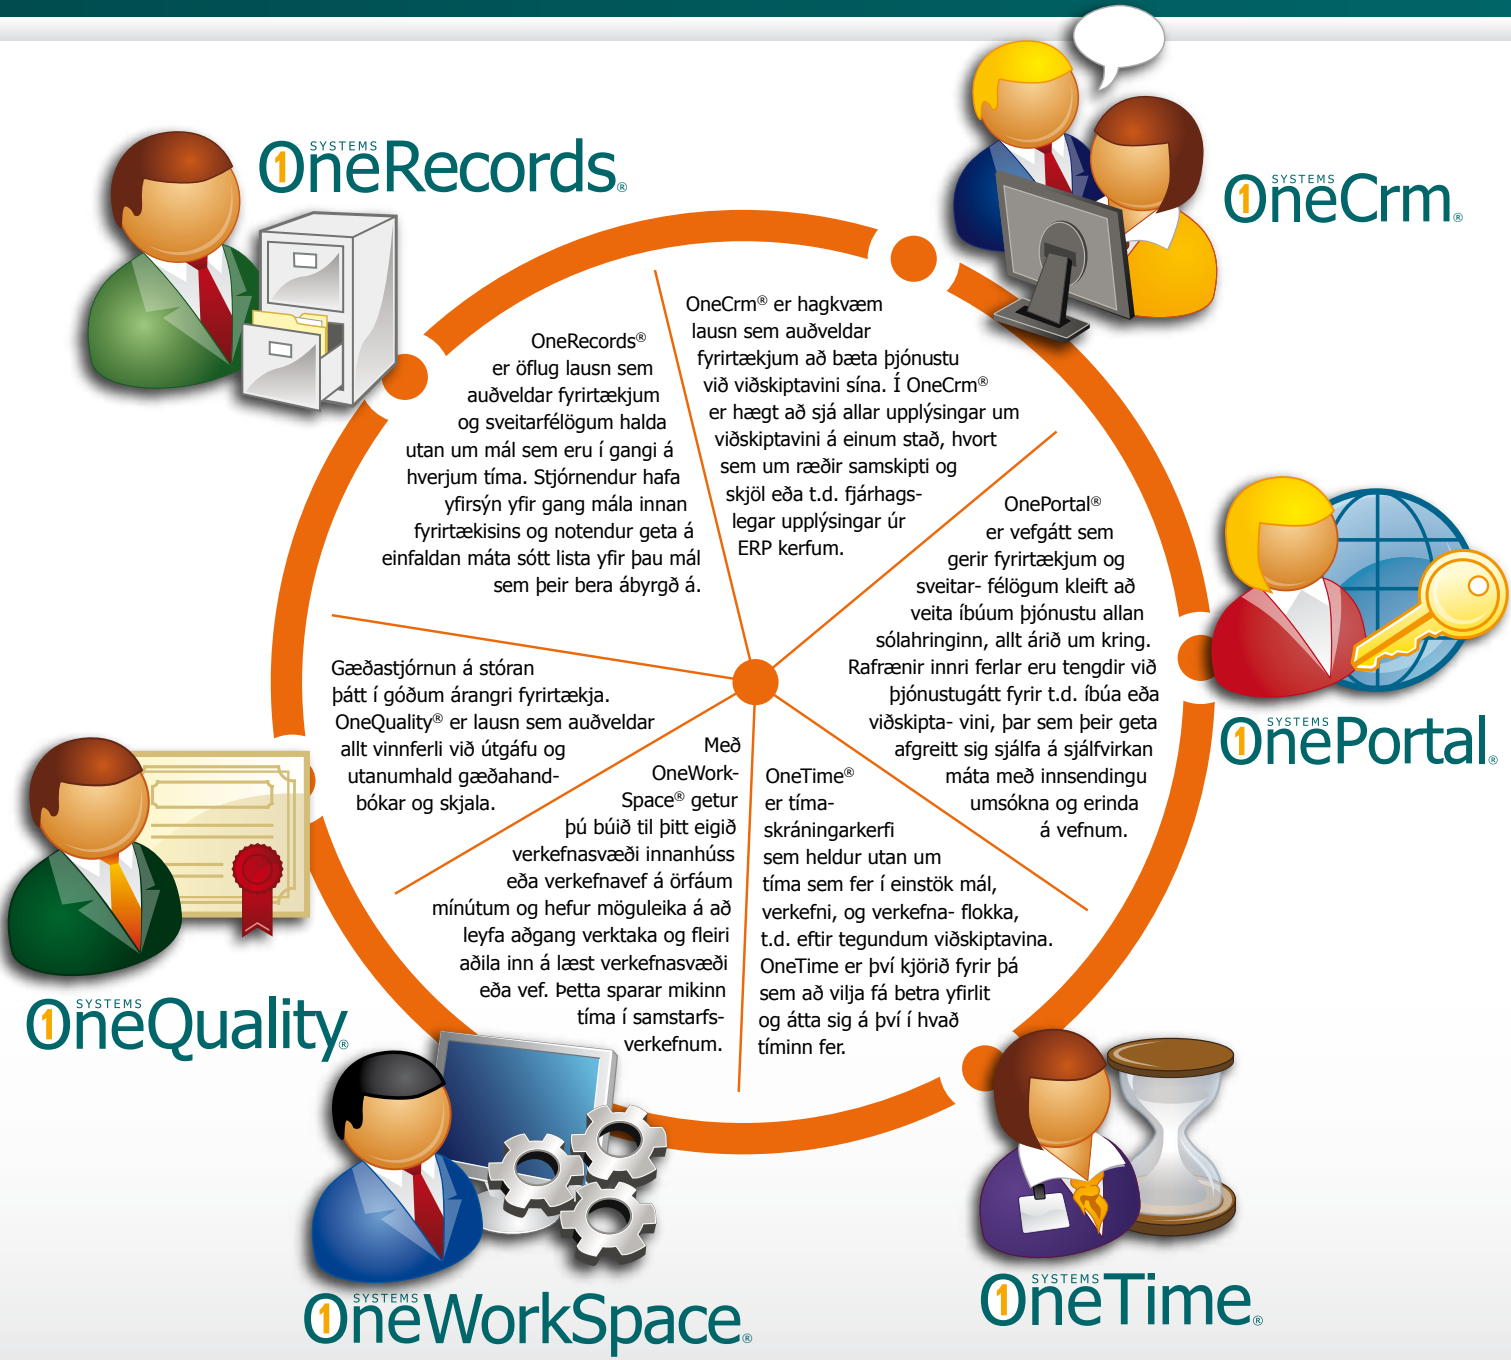 SYSTEMS
OneRecords®
SYSTEMS
OneCrm®
OneRecords®
er öflug lausn sem
auðveldar fyrirtækjum
og sveitarfélögum halda
utan um mál sem eru í gangi á
hverjum tíma. Stjórnendur hafa
yfirsýn yfir gang mála innan
fyrirtækisins og notendur geta á
einfaldan máta sótt lista yfir þau mál
sem þeir bera ábyrgð á.
OneCrm® er hagkvæm
lausn sem auðveldar
fyrirtækjum að bæta þjónustu
við viðskiptavini sína. Í OneCrm®
er hægt að sjá allar upplýsingar um
viðskiptavini á einum stað, hvort
sem um ræðir samskipti og
skjöl eða t.d. fjárhags-
legar upplýsingar úr
ERP kerfum.
OnePortal®
er vefgátt sem
gerir fyrirtækjum og
sveitar- félögum kleift að
veita íbúum þjónustu allan
sólahringinn, allt árið um kring.
Rafrænir innri ferlar eru tengdir við
þjónustugátt fyrir t.d. íbúa eða
viðskipta- vini, þar sem þeir geta
afgreitt sig sjálfa á sjálfvirkan
máta með innsendingu
umsókna og erinda
á vefnum.
SYSTEMS
OnePortal®
Gæðastjórnun á stóran
þátt í góðum árangri fyrirtækja.
OneQuality® er lausn sem auðveldar
allt vinnferli við útgáfu og
utanumhald gæðahand-
bókar og skjala.
Með
OneWork-
Space® getur
þú búið til þitt eigið
verkefnasvæði innanhúss
eða verkefnavef á örfáum
mínútum og hefur möguleika á að
leyfa aðgang verktaka og fleiri
aðila inn á læst verkefnasvæði
eða vef. Þetta sparar mikinn
tíma í samstarfs-
verkefnum.
OneTime®
er tíma-
skráningarkerfi
sem heldur utan um
tíma sem fer í einstök mál,
verkefni, og verkefna- flokka,
t.d. eftir tegundum viðskiptavina.
OneTime er því kjörið fyrir þá
sem að vilja fá betra yfirlit
og átta sig á því í hvað
tíminn fer.
SYSTEMS
OneQuality®
SYSTEMS
OneWorkSpace®
SYSTEMS
OneTime®